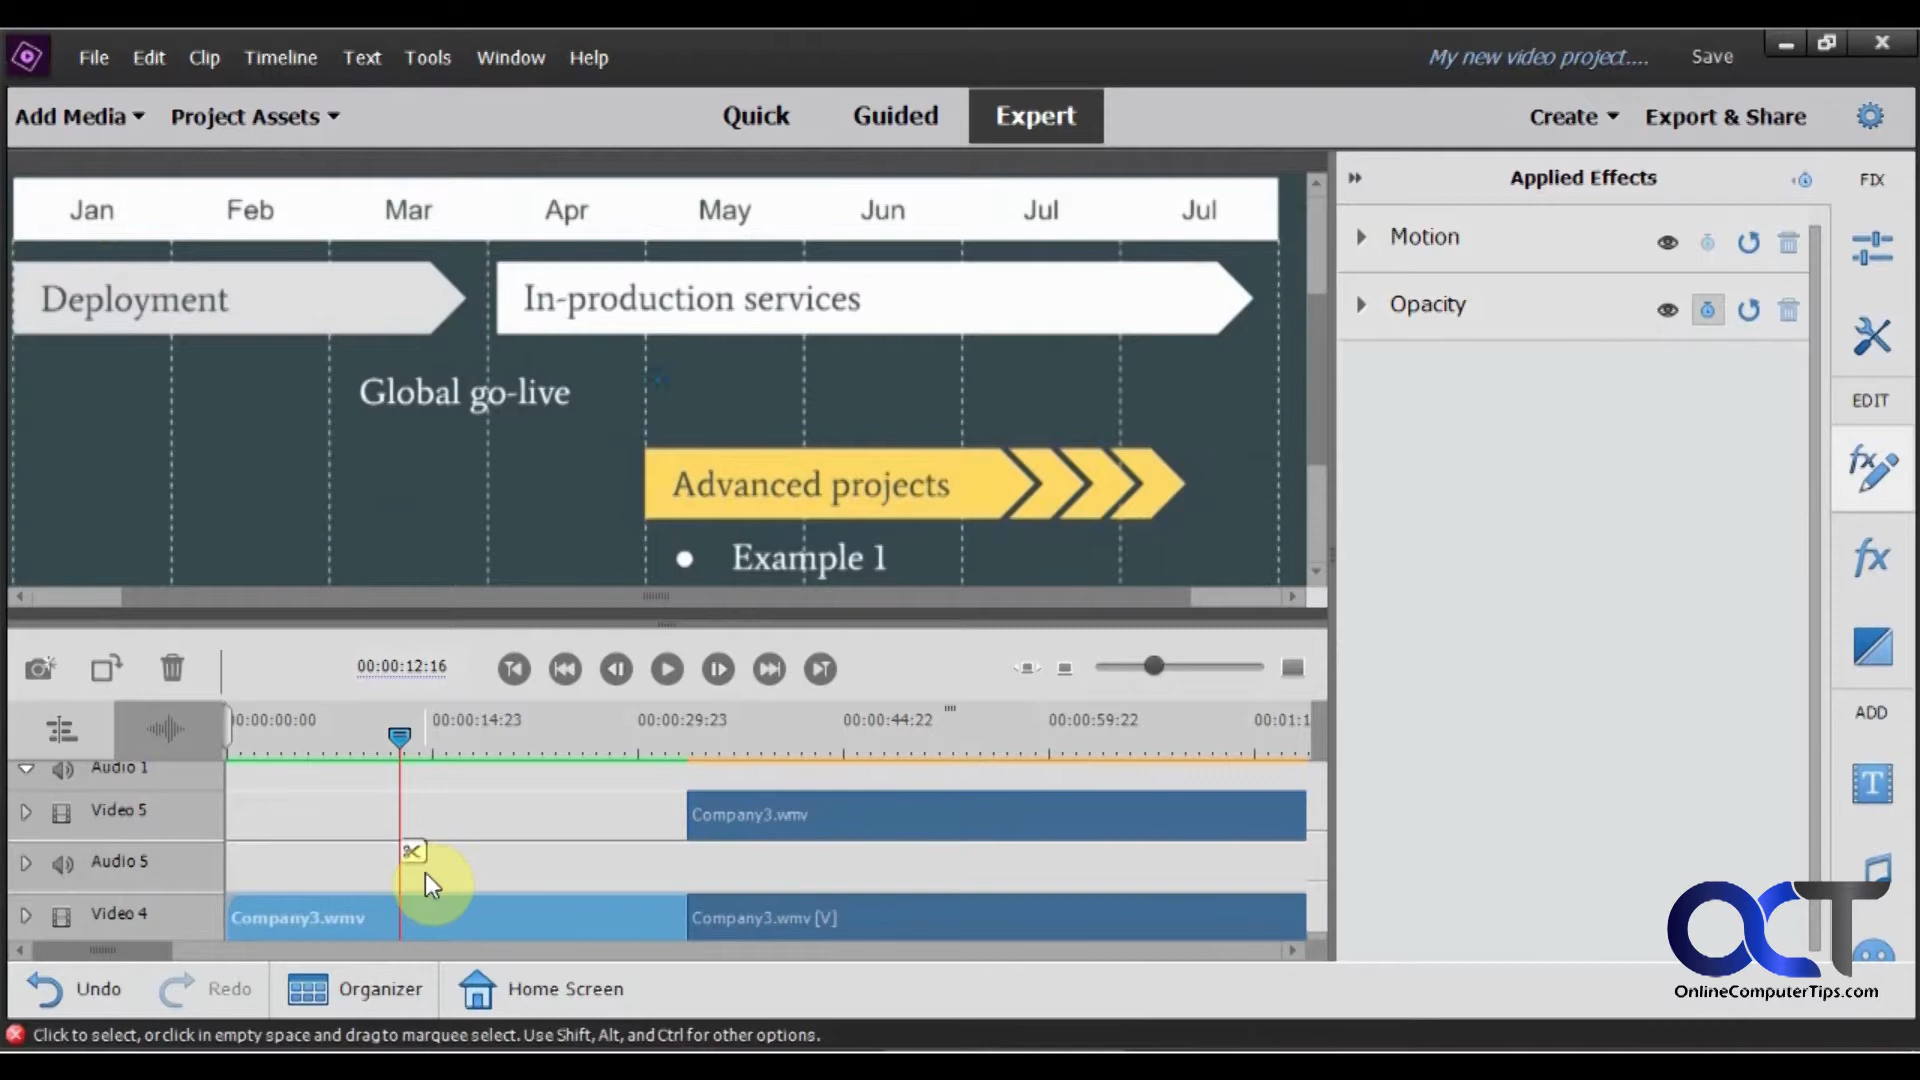 File Edit Clip Timeline Text Tools Window Help My new video project.... Save
Add Media Project Assets Quick Guided Expert Create Export & Share
Applied Effects FIX
Jan Feb Mar Apr May Jun Jul Jul
Motion
Deployment In-production services
Opacity
Global go-live
EDIT
Advanced projects
Example 1
00:00:12:16
ADD
00:00:00:00 00:00:14:23 00:00:29:23 00:00:44:22 00:00:59:22 00:01:1
Audio 1
Video 5 Company3.wmv
Audio 5
Video 4 Company3.wmv Company3.wmv [V]
OCT
OnlineComputerTips.com
Undo Redo Organizer Home Screen
Click to select, or click in empty space and drag to marquee select. Use Shift, Alt, and Ctrl for other options.